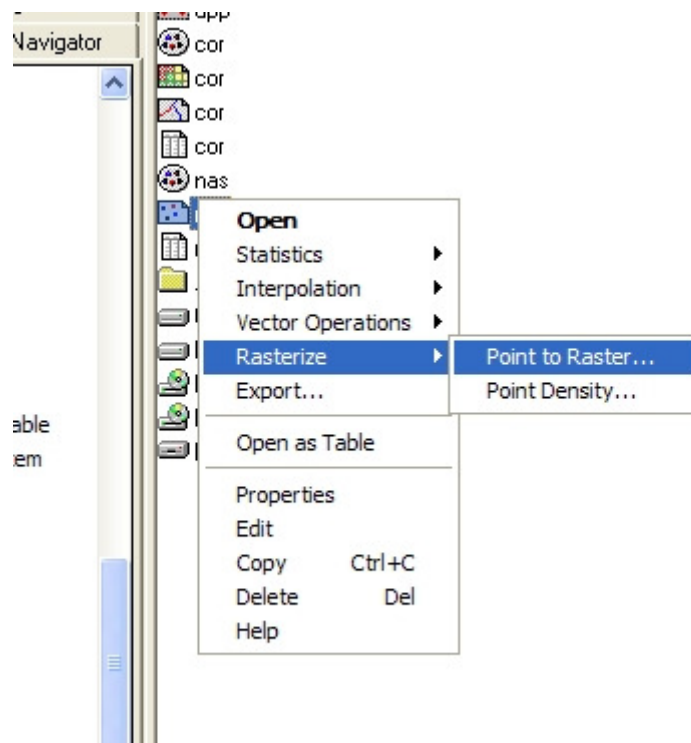 app
Navigator
cor
cor
cor
cor
nas
Open
Statistics
Interpolation
Vector Operations
Rasterize
Point to Raster...
Export...
Point Density...
Open as Table
able
em
Properties
Edit
Copy Ctrl+C
Delete Del
Help